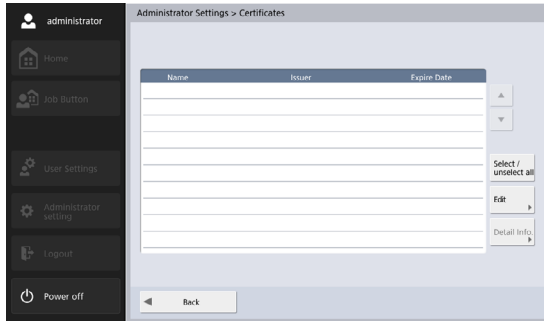 administrator
Administrator Settings > Certificates
Home
Job Button
User Settings
Administrator
setting
Logout
Power off
Name Issuer Expire Date
Select /
unselect all
Edit
Detail Info.
Back